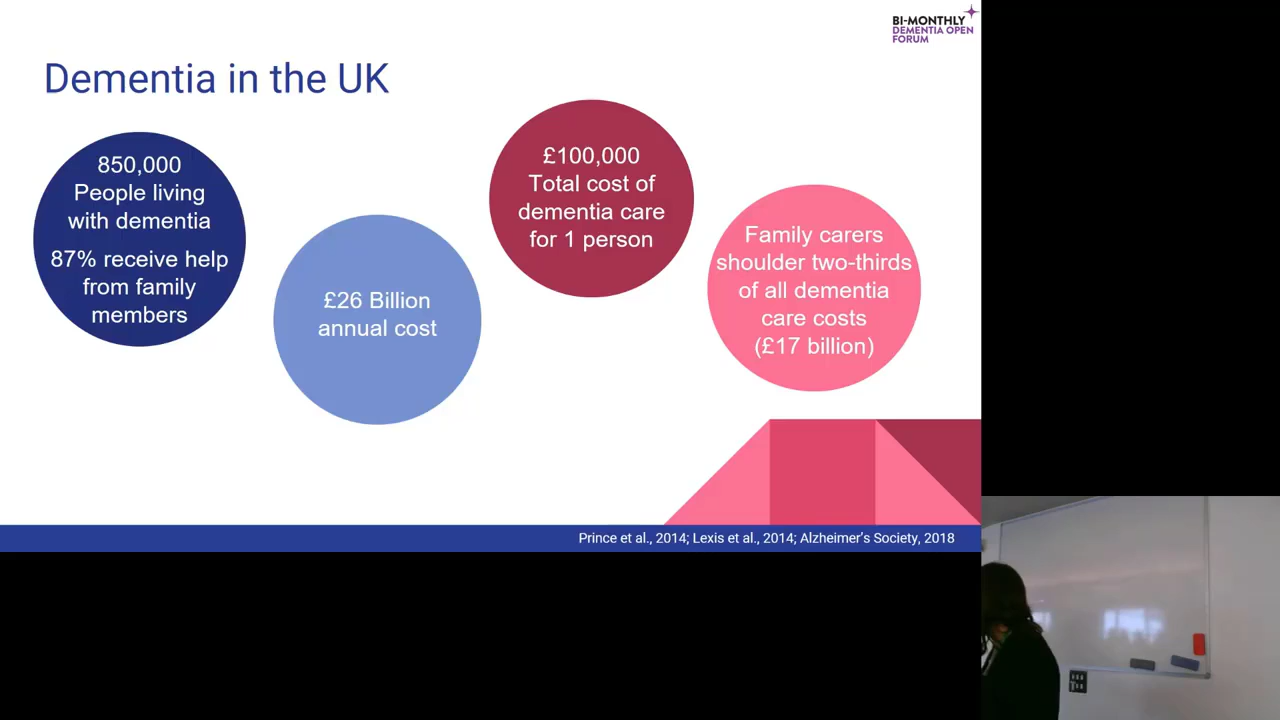 BI-MONTHLY
DEMENTIA OPEN
FORUM
Dementia in the UK
850,000
People living
with dementia
87% receive help
from family
members
£26 Billion
annual cost
£100,000
Total cost of
dementia care
for 1 person
Family carers
shoulder two-thirds
of all dementia
care costs
(£17 billion)
Prince et al., 2014; Lexis et al., 2014; Alzheimer's Society, 2018